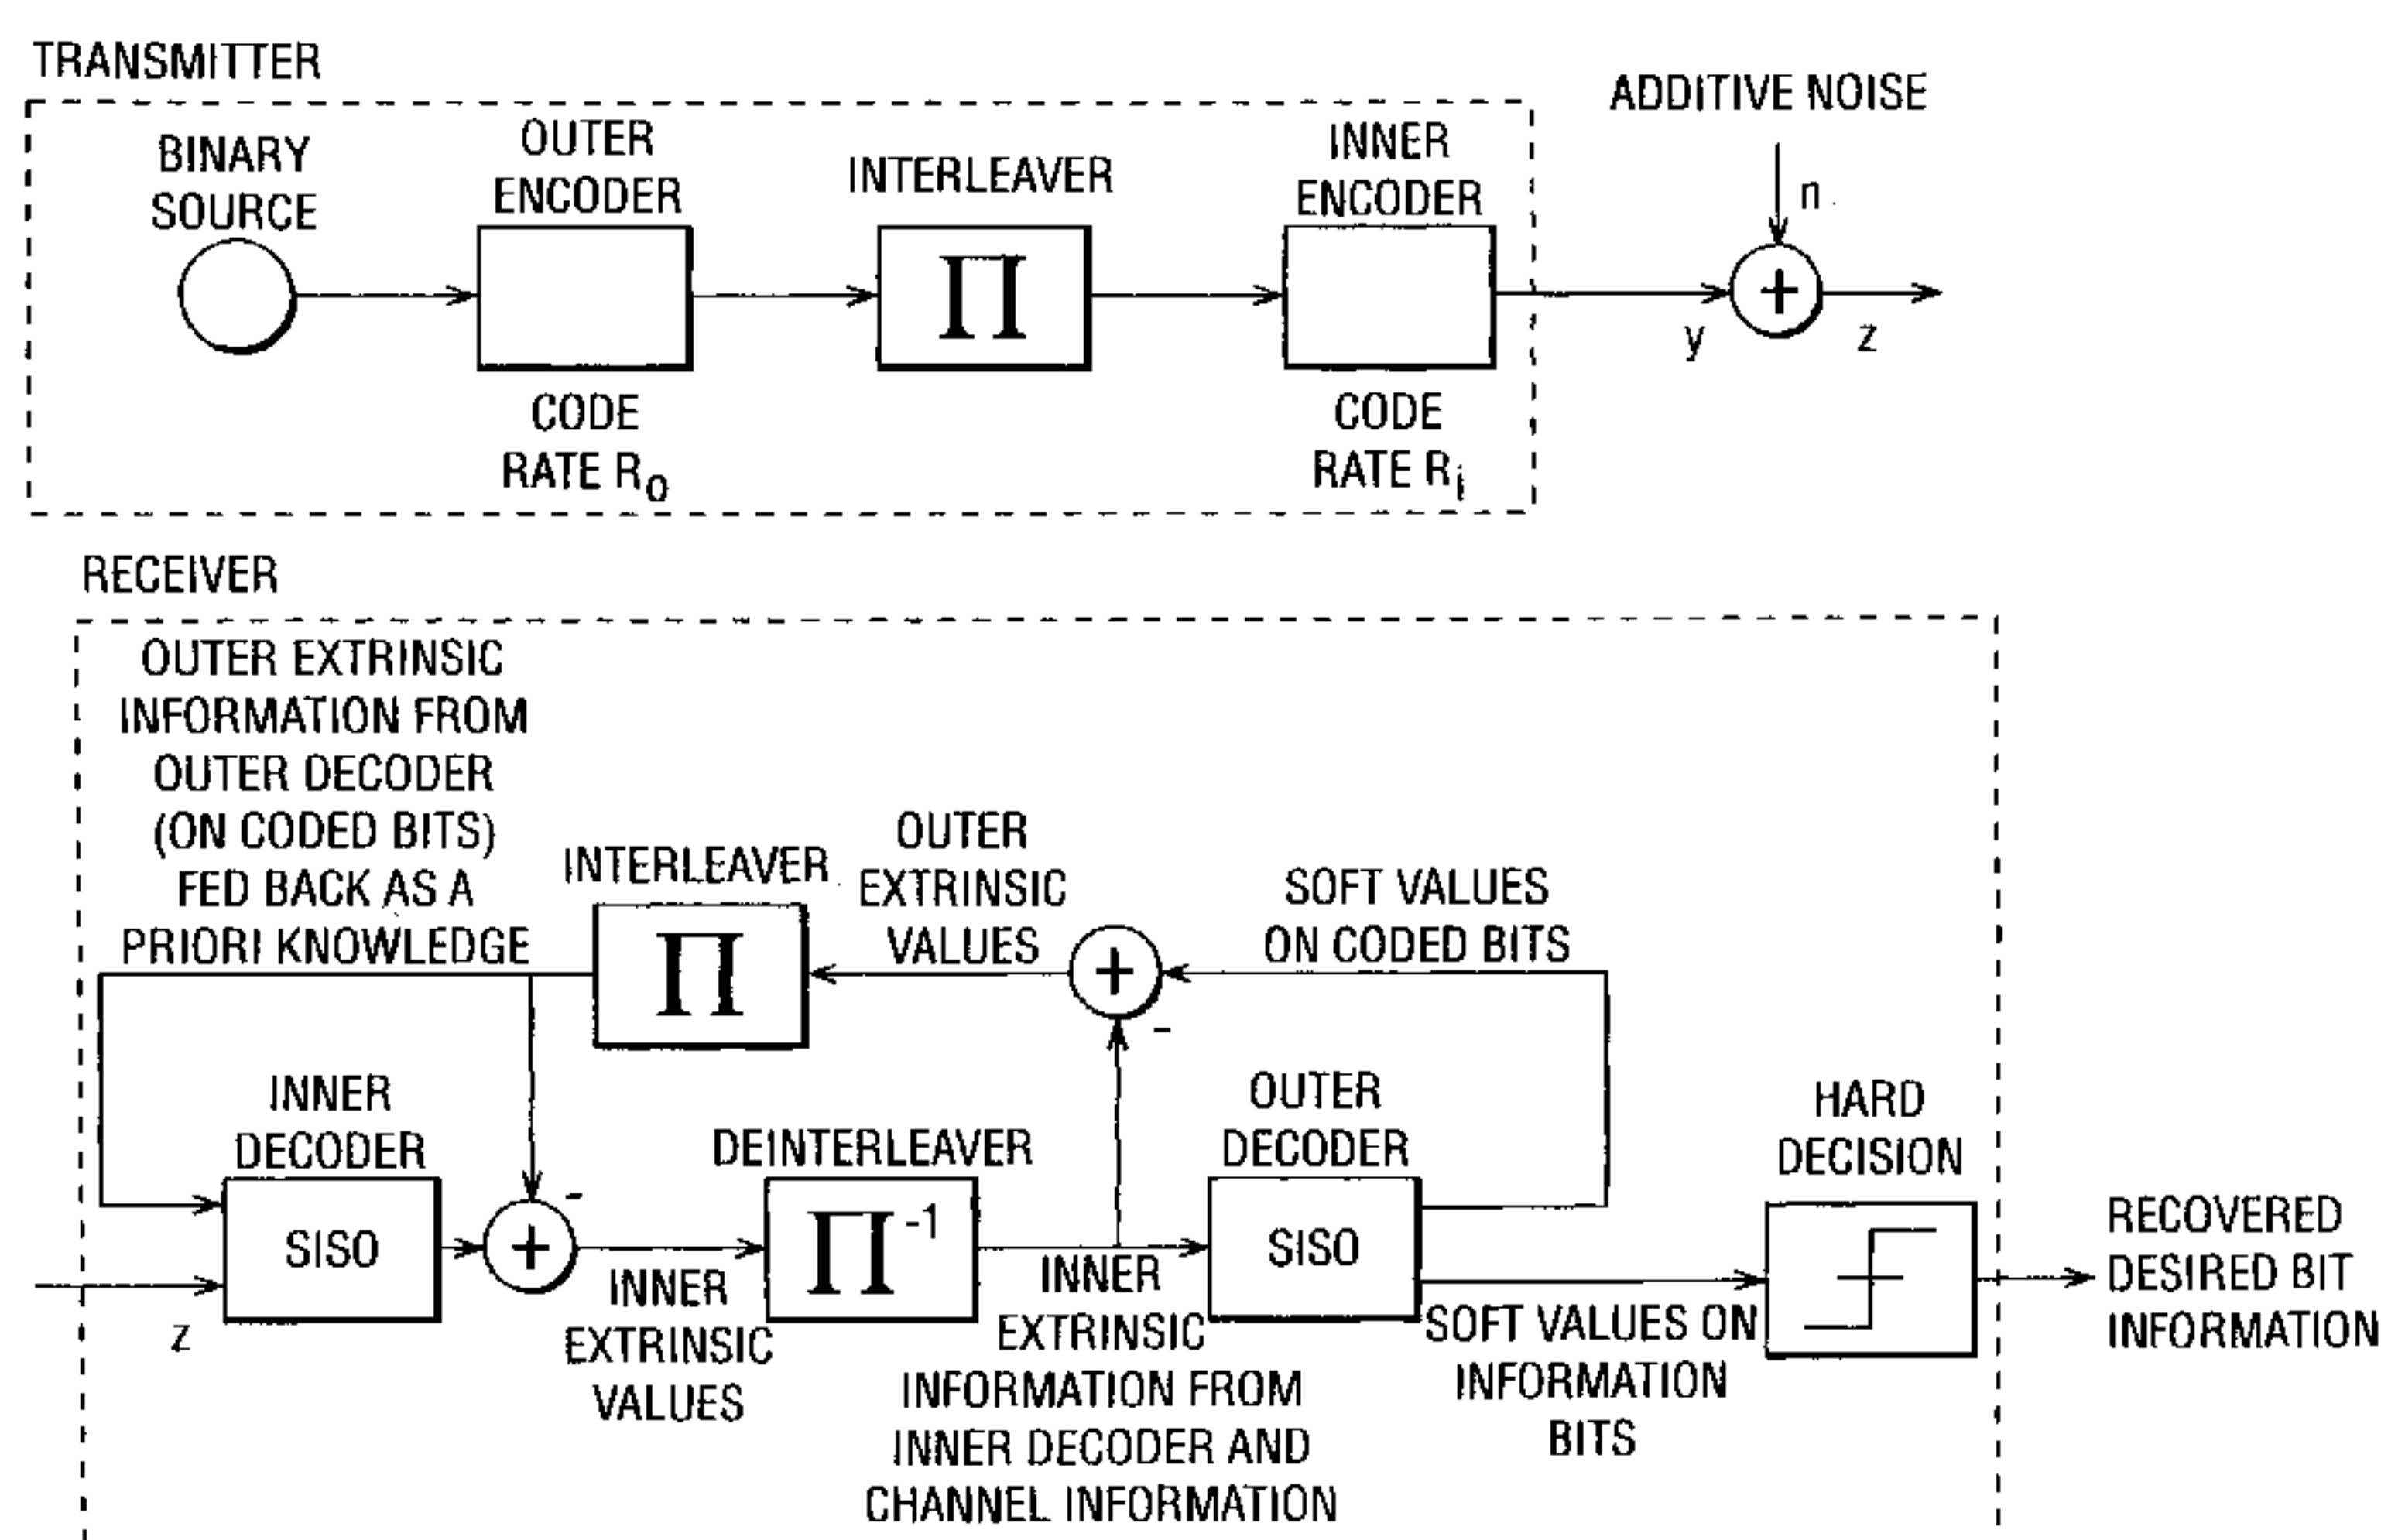 TRANSMITTER
BINARY
SOURCE
OUTER
ENCODER
CODE
RATE Ro
INTERLEAVER
Π
INNER
ENCODER
CODE
RATE Ri
ADDITIVE NOISE
n
+
y
z
RECEIVER
OUTER EXTRINSIC
INFORMATION FROM
OUTER DECODER
(ON CODED BITS)
FED BACK AS A
PRIORI KNOWLEDGE
INTERLEAVER
Π
OUTER
EXTRINSIC
VALUES
+
-
SOFT VALUES
ON CODED BITS
INNER
DECODER
SISO
z
+
-
INNER
EXTRINSIC
VALUES
DEINTERLEAVER
Π-1
INNER
EXTRINSIC
INFORMATION FROM
INNER DECODER AND
CHANNEL INFORMATION
OUTER
DECODER
SISO
SOFT VALUES ON
INFORMATION
BITS
HARD
DECISION
RECOVERED
DESIRED BIT
INFORMATION